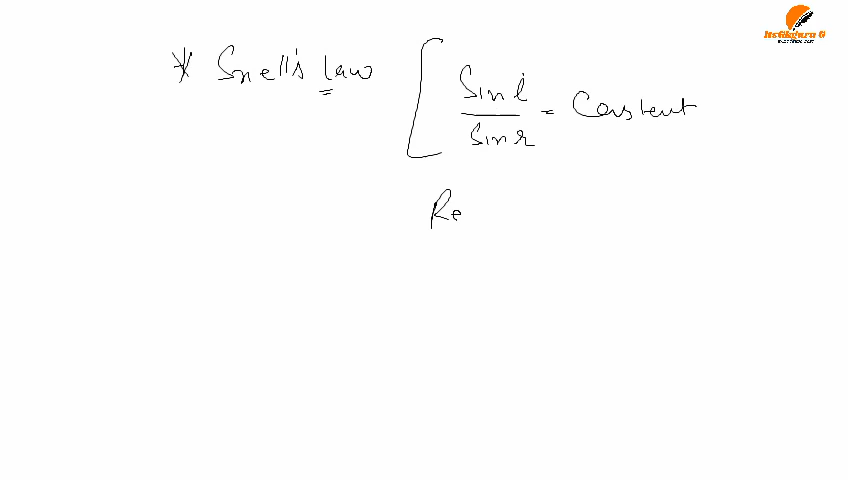 * Snell's law [ Sin i / Sin r = Constant
Re